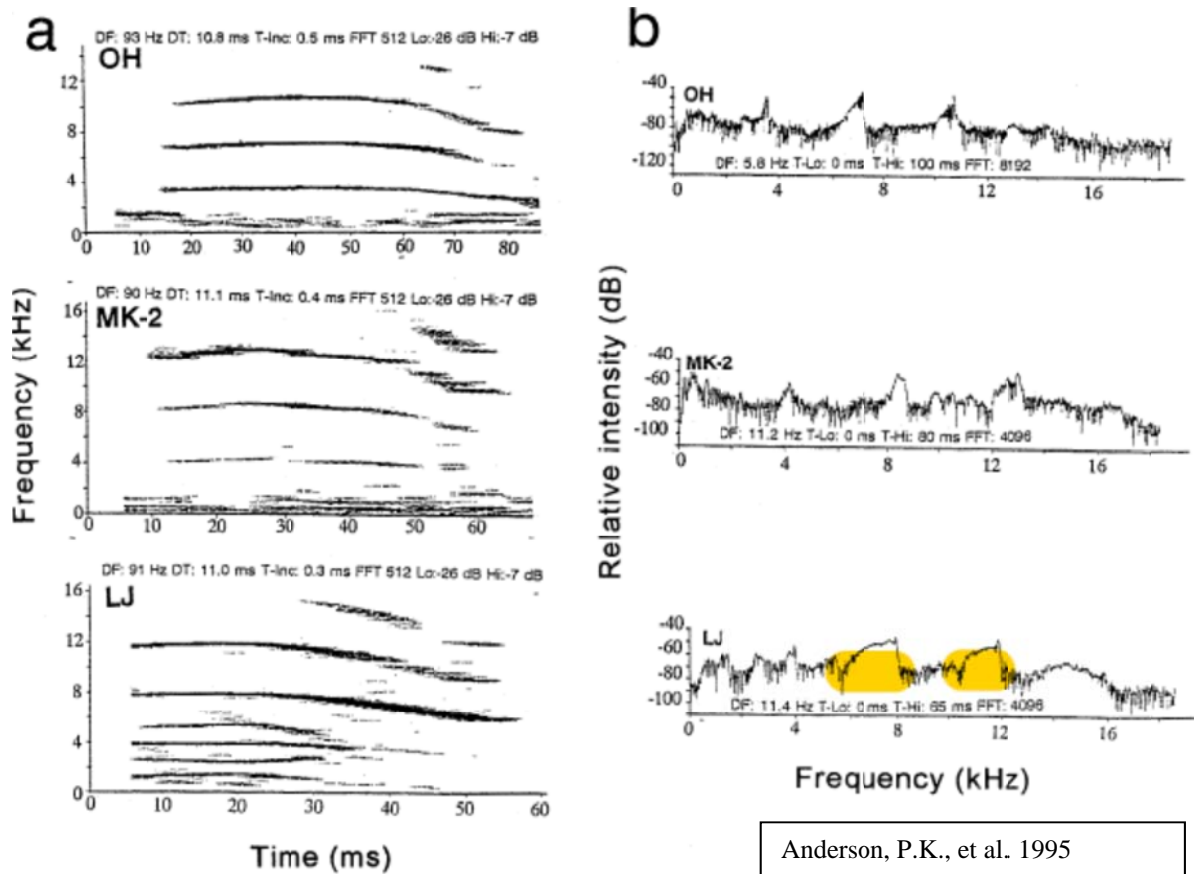 a
DF: 93 Hz DT: 10.8 ms T-Inc: 0.5 ms FFT 512 Lo:-26 dB Hi:-7 dB
OH
12
8
4
0
0 10 20 30 40 50 60 70 80
DF: 90 Hz DT: 11.1 ms T-Inc: 0.4 ms FFT 512 Lo:-26 dB Hi:-7 dB
MK-2
16
12
8
4
0
0 10 20 30 40 50 60
DF: 91 Hz DT: 11.0 ms T-Inc: 0.3 ms FFT 512 Lo:-26 dB Hi:-7 dB
LJ
16
12
8
4
0
0 10 20 30 40 50 60
Frequency (kHz)
Time (ms)
b
OH
-40
-80
-120
DF: 5.8 Hz T-Lo: 0 ms T-Hi: 100 ms FFT: 8192
0 4 8 12 16
MK-2
-40
-60
-80
-100
DF: 11.2 Hz T-Lo: 0 ms T-Hi: 80 ms FFT: 4096
0 4 8 12 16
LJ
-40
-60
-80
-100
DF: 11.4 Hz T-Lo: 0 ms T-Hi: 65 ms FFT: 4096
0 4 8 12 16
Relative intensity (dB)
Frequency (kHz)
Anderson, P.K., et al. 1995